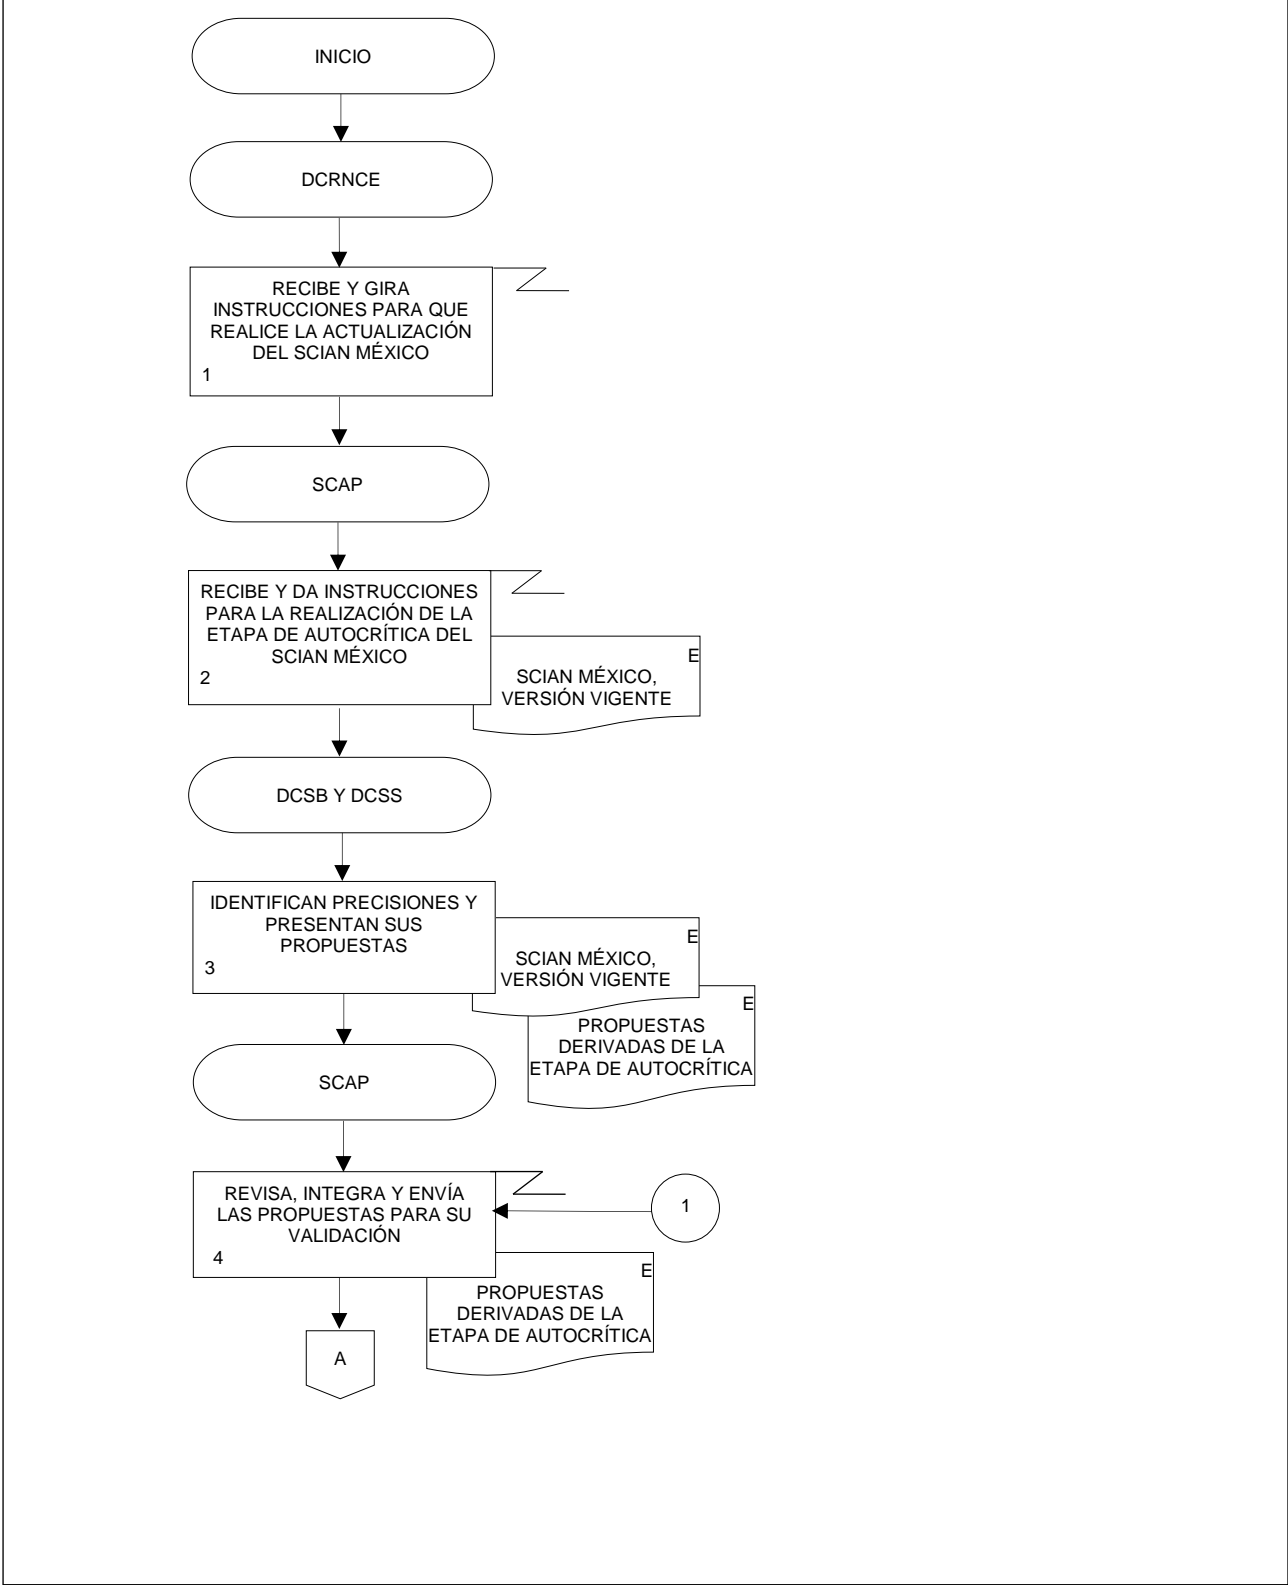 INICIO
DCRNCE
RECIBE Y GIRA
INSTRUCCIONES PARA QUE
REALICE LA ACTUALIZACIÓN
DEL SCIAN MÉXICO
1
SCAP
RECIBE Y DA INSTRUCCIONES
PARA LA REALIZACIÓN DE LA
ETAPA DE AUTOCRÍTICA DEL
SCIAN MÉXICO
2
E
SCIAN MÉXICO,
VERSIÓN VIGENTE
DCSB Y DCSS
IDENTIFICAN PRECISIONES Y
PRESENTAN SUS
PROPUESTAS
3
E
SCIAN MÉXICO,
VERSIÓN VIGENTE
E
PROPUESTAS
DERIVADAS DE LA
ETAPA DE AUTOCRÍTICA
SCAP
REVISA, INTEGRA Y ENVÍA
LAS PROPUESTAS PARA SU
VALIDACIÓN
4
1
E
PROPUESTAS
DERIVADAS DE LA
ETAPA DE AUTOCRÍTICA
A